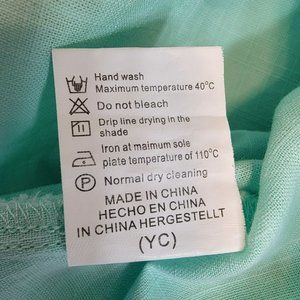 Hand wash
Maximum temperature 40°C
Do not bleach
Drip line drying in the
shade
Iron at maimum sole
plate temperature of 110°C
P Normal dry cleaning
MADE IN CHINA
HECHO EN CHINA
IN CHINA HERGESTELLT
(YC)